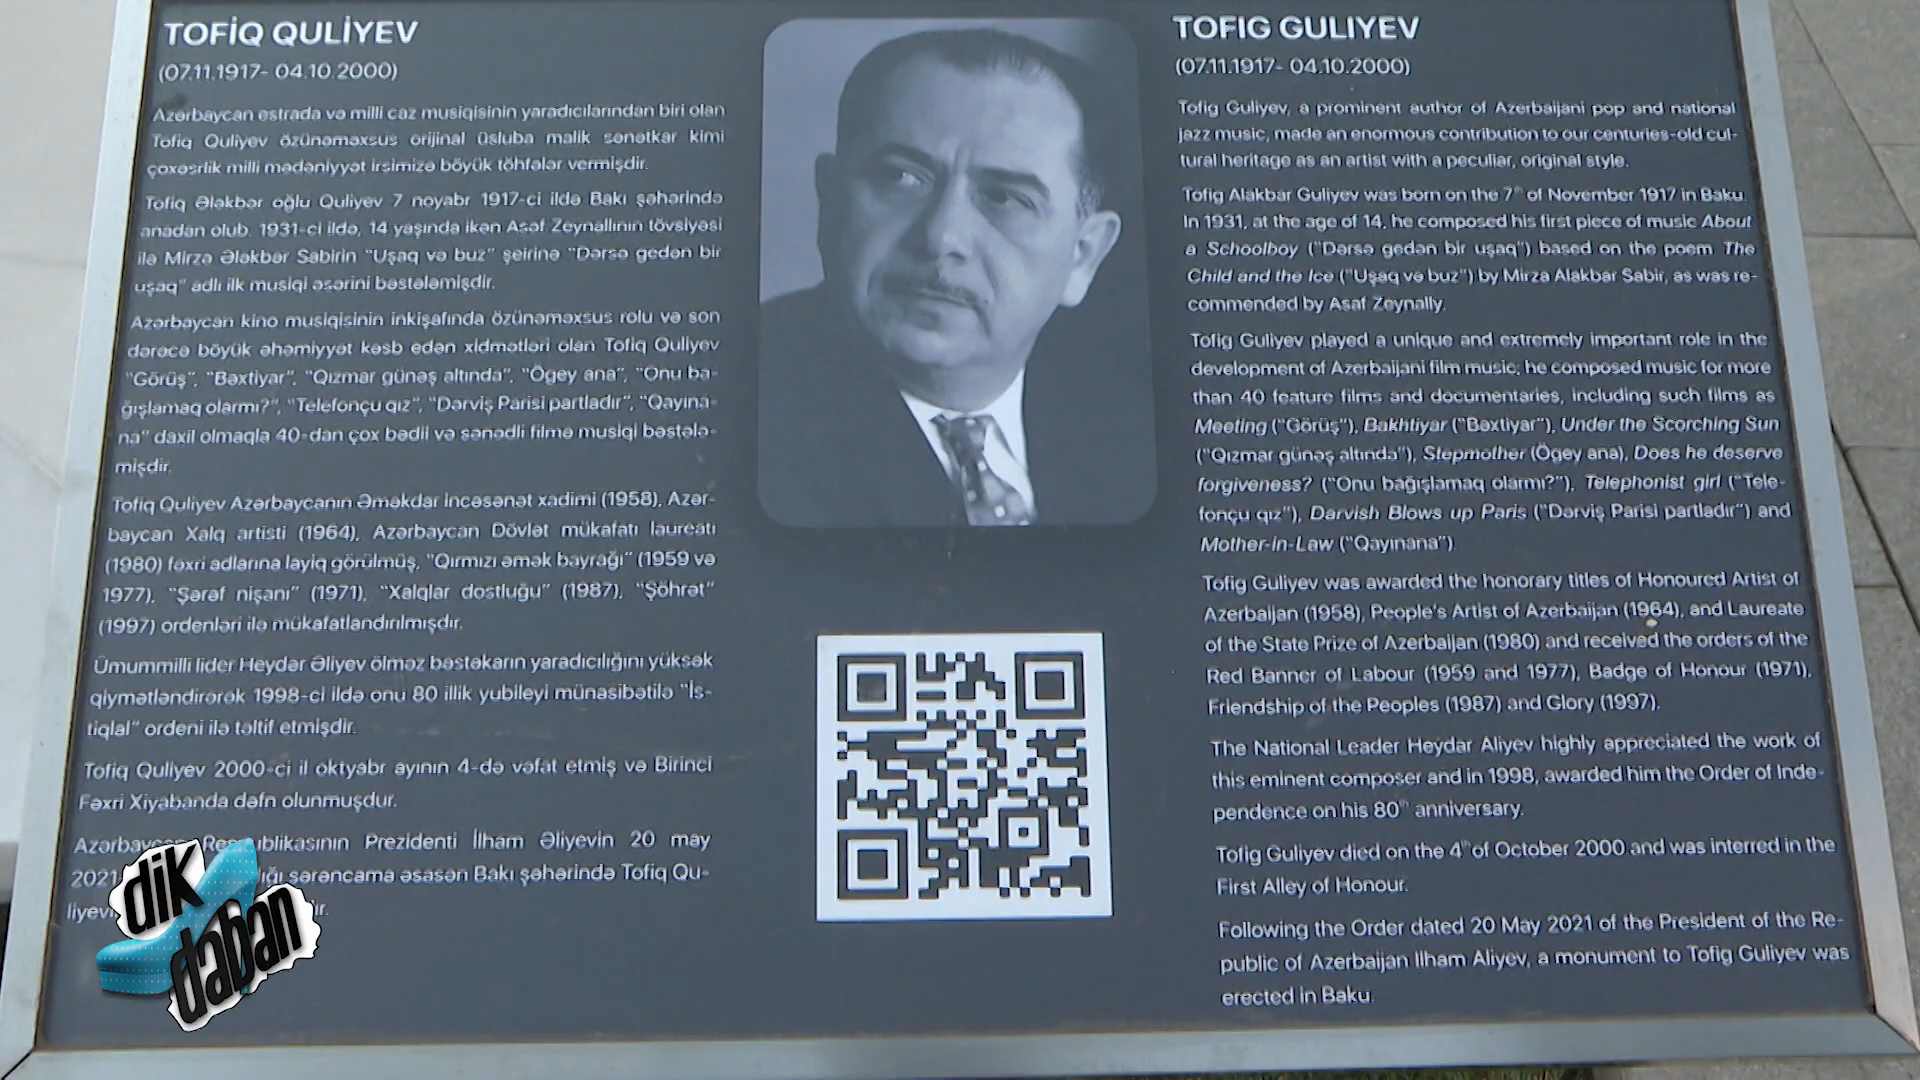 TOFİQ QULİYEV
(07.11.1917- 04.10.2000)
Azərbaycan estrada və milli caz musiqisinin yaradıcılarından biri olan
Tofiq Quliyev özünəməxsus orijinal üsluba malik sənətkar kimi
çoxəsrlik milli mədəniyyət irsimizə böyük töhfələr vermişdir.
Tofiq Ələkbər oğlu Quliyev 7 noyabr 1917-ci ildə Bakı şəhərində
anadan olub. 1931-ci ildə, 14 yaşında ikən Asəf Zeynallının tövsiyəsi
ilə Mirzə Ələkbər Sabirin "Uşaq və buz" şeirinə "Dərsə gedən bir
uşaq" adlı ilk musiqi əsərini bəstələmişdir.
Azərbaycan kino musiqisinin inkişafında özünəməxsus rolu və son
dərəcə böyük əhəmiyyət kəsb edən xidmətləri olan Tofiq Quliyev
"Görüş", "Bəxtiyar", "Qızmar günəş altında", "Ögey ana", "Onu ba-
ğışlamaq olarmı?", "Telefonçu qız", "Dərviş Parisi partladır", "Qayına-
na" daxil olmaqla 40-dan çox bədii və sənədli filmə musiqi bəstələ-
mişdir.
Tofiq Quliyev Azərbaycanın Əməkdar İncəsənət xadimi (1958), Azər-
baycan Xalq artisti (1964), Azərbaycan Dövlət mükafatı laureatı
(1980) fəxri adlarına layiq görülmüş, "Qırmızı əmək bayrağı" (1959 və
1977), "Şərəf nişanı" (1971), "Xalqlar dostluğu" (1987), "Şöhrət"
(1997) ordenləri ilə mükafatlandırılmışdır.
Ümummilli lider Heydər Əliyev ölməz bəstəkarın yaradıcılığını yüksək
qiymətləndirərək 1998-ci ildə onu 80 illik yubileyi münasibətilə "İs-
tiqlal" ordeni ilə təltif etmişdir.
Tofiq Quliyev 2000-ci il oktyabr ayının 4-də vəfat etmiş və Birinci
Fəxri Xiyabanda dəfn olunmuşdur.
Prezidenti İlham Əliyevin 20 may
2021 sərəncama əsasən Bakı şəhərində Tofiq Qu-
dik
daban
TOFIG GULIYEV
(07.11.1917- 04.10.2000)
Tofig Guliyev, a prominent author of Azerbaijani pop and national
jazz music, made an enormous contribution to our centuries-old cul-
tural heritage as an artist with a peculiar, original style.
Tofig Alakbar Guliyev was born on the 7th of November 1917 in Baku.
In 1931, at the age of 14, he composed his first piece of music About
a Schoolboy ("Dərsə gedən bir uşaq") based on the poem The
Child and the Ice ("Uşaq və buz") by Mirza Alakbar Sabir, as was re-
commended by Asaf Zeynally.
Tofig Guliyev played a unique and extremely important role in the
development of Azerbaijani film music; he composed music for more
than 40 feature films and documentaries, including such films as
Meeting ("Görüş"), Bakhtiyar ("Bəxtiyar"), Under the Scorching Sun
("Qızmar günəş altında"), Stepmother (Ögey ana), Does he deserve
forgiveness? ("Onu bağışlamaq olarmı?"), Telephonist girl ("Tele-
fonçu qız"), Darvish Blows up Paris ("Dərviş Parisi partladır") and
Mother-in-Law ("Qayınana").
Tofig Guliyev was awarded the honorary titles of Honoured Artist of
Azerbaijan (1958), People's Artist of Azerbaijan (1964), and Laureate
of the State Prize of Azerbaijan (1980) and received the orders of the
Red Banner of Labour (1959 and 1977), Badge of Honour (1971),
Friendship of the Peoples (1987) and Glory (1997).
The National Leader Heydar Aliyev highly appreciated the work of
this eminent composer and in 1998, awarded him the Order of Inde-
pendence on his 80th anniversary.
Tofig Guliyev died on the 4th of October 2000 and was interred in the
First Alley of Honour.
Following the Order dated 20 May 2021 of the President of the Re-
public of Azerbaijan Ilham Aliyev, a monument to Tofig Guliyev was
erected in Baku.